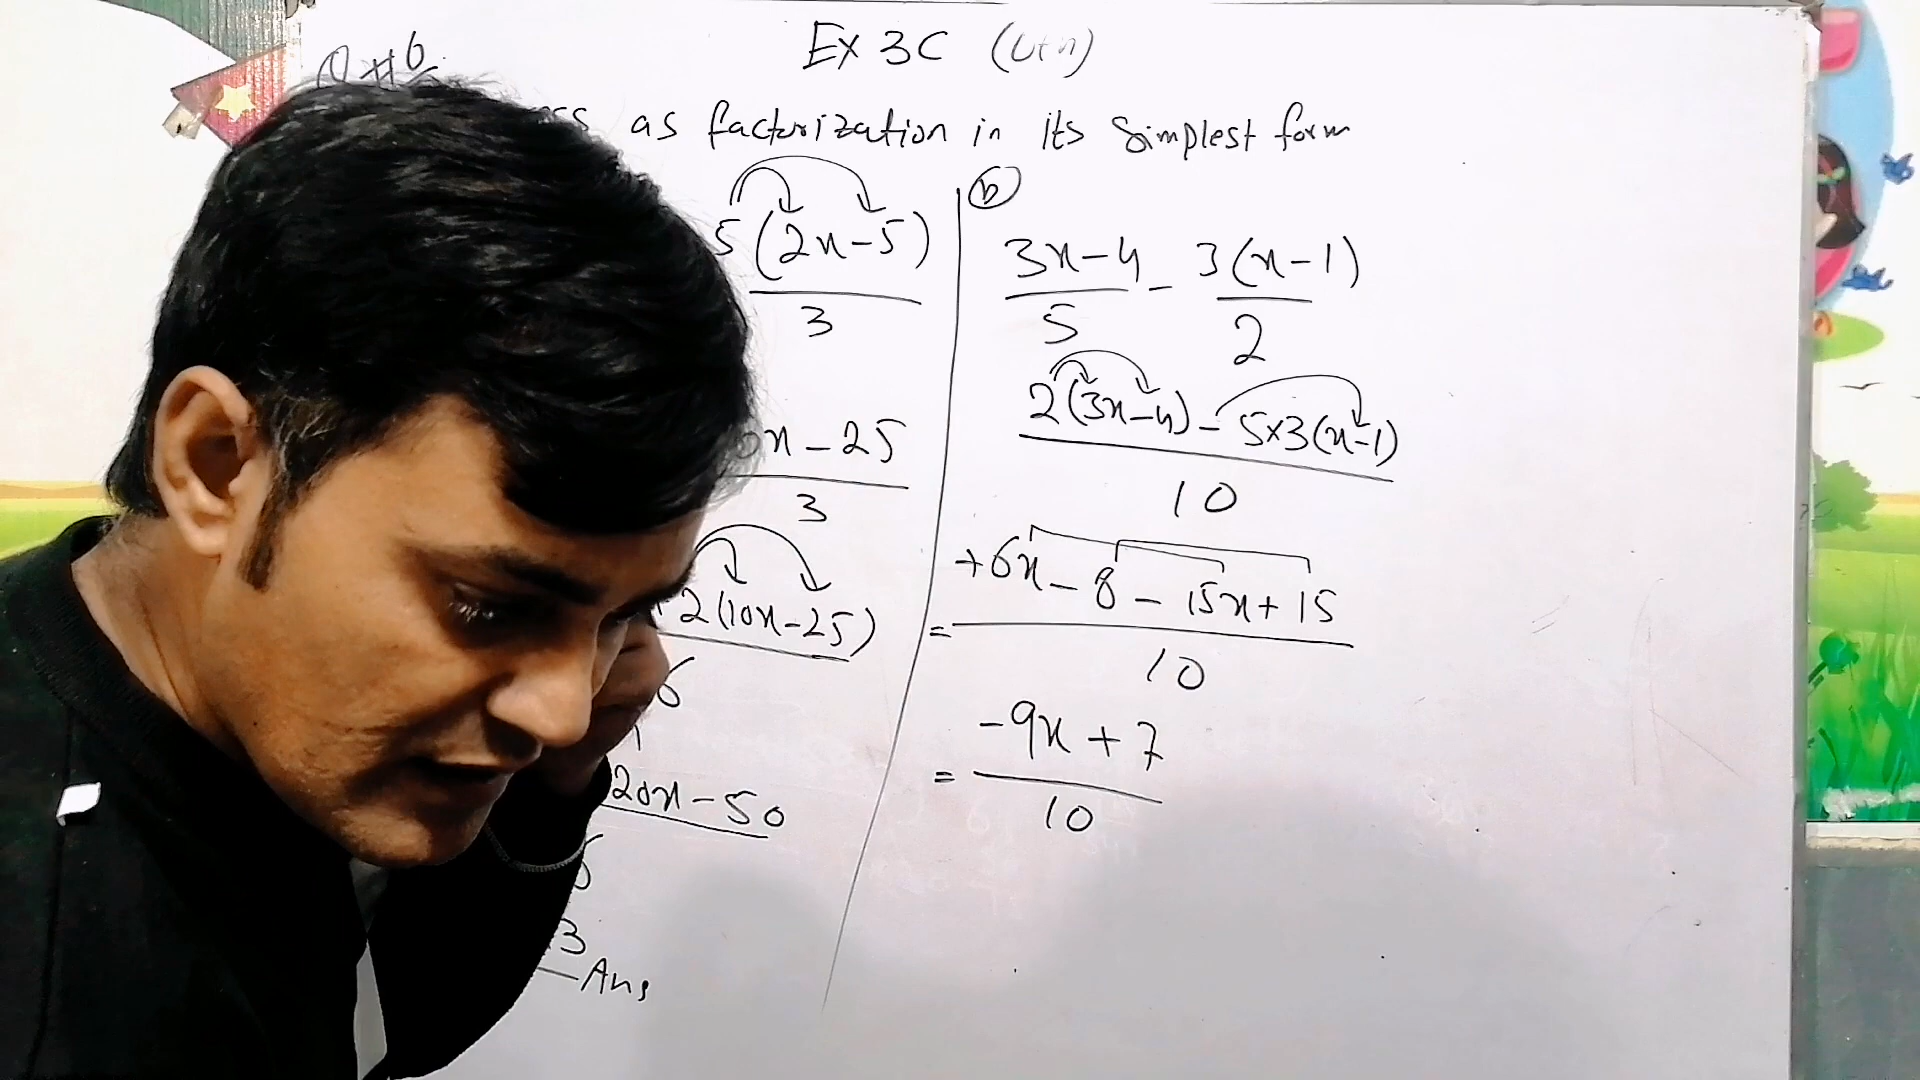 Ex 3C (6th)
Q#6
as factorization in its simplest form
5(2x-5)
3
x-25
3
2(10x-25)
6
20x-50
6
3
Ans
(b)
3x-4 - 3(x-1)
5 2
2(3x-4) - 5×3(x-1)
10
+6x-8-15x+15
=
10
-9x+7
=
10